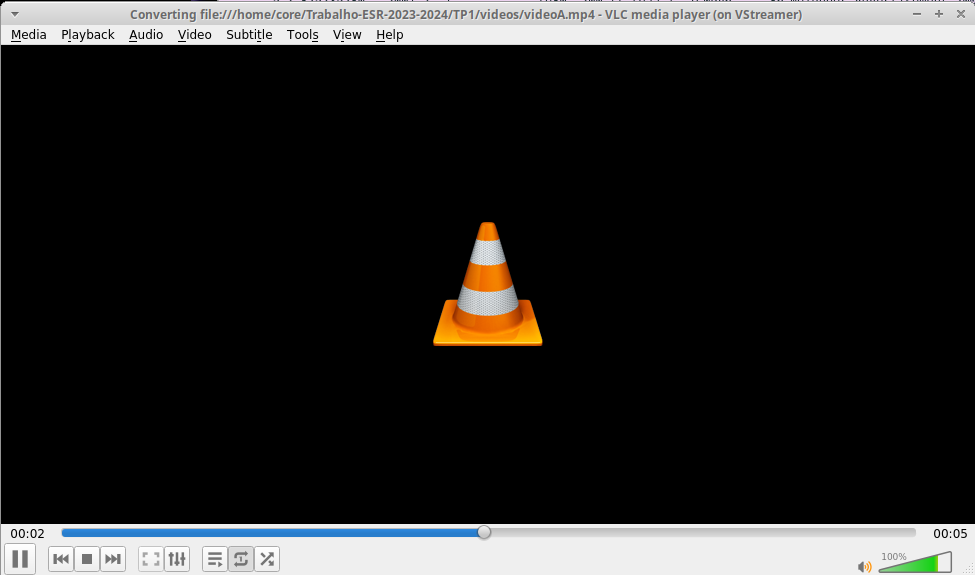 Converting file:///home/core/Trabalho-ESR-2023-2024/TP1/videos/videoA.mp4 - VLC media player (on VStreamer)
Media Playback Audio Video Subtitle Tools View Help
00:02 00:05
100%